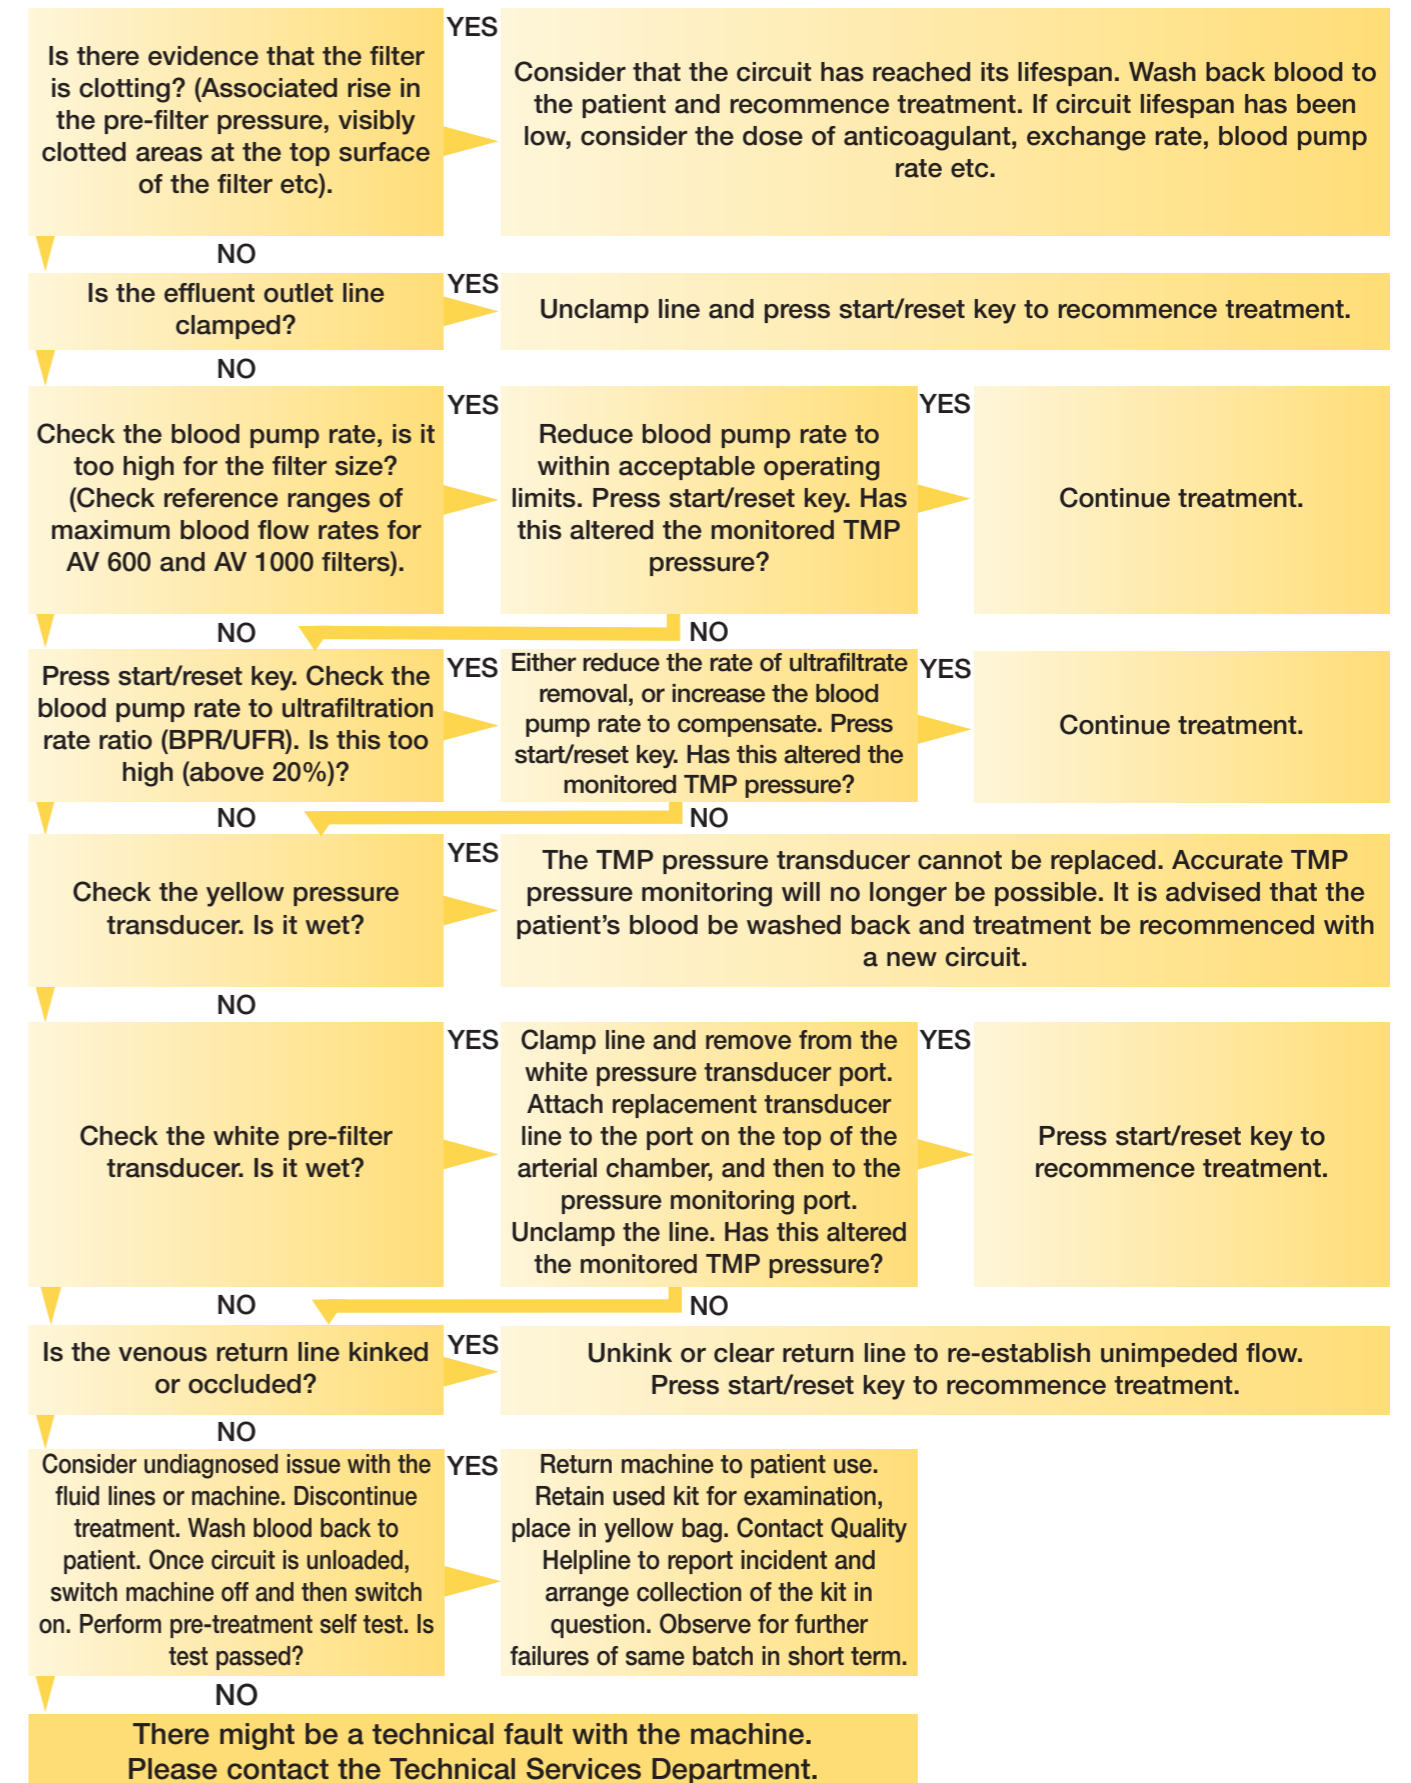 Is there evidence that the filter
is clotting? (Associated rise in
the pre-filter pressure, visibly
clotted areas at the top surface
of the filter etc).
YES
Consider that the circuit has reached its lifespan. Wash back blood to
the patient and recommence treatment. If circuit lifespan has been
low, consider the dose of anticoagulant, exchange rate, blood pump
rate etc.
NO
Is the effluent outlet line
clamped?
YES
Unclamp line and press start/reset key to recommence treatment.
NO
Check the blood pump rate, is it
too high for the filter size?
(Check reference ranges of
maximum blood flow rates for
AV 600 and AV 1000 filters).
YES
Reduce blood pump rate to
within acceptable operating
limits. Press start/reset key. Has
this altered the monitored TMP
pressure?
YES
Continue treatment.
NO
NO
Press start/reset key. Check the
blood pump rate to ultrafiltration
rate ratio (BPR/UFR). Is this too
high (above 20%)?
YES
Either reduce the rate of ultrafiltrate
removal, or increase the blood
pump rate to compensate. Press
start/reset key. Has this altered the
monitored TMP pressure?
YES
Continue treatment.
NO
NO
Check the yellow pressure
transducer. Is it wet?
YES
The TMP pressure transducer cannot be replaced. Accurate TMP
pressure monitoring will no longer be possible. It is advised that the
patient’s blood be washed back and treatment be recommenced with
a new circuit.
NO
Check the white pre-filter
transducer. Is it wet?
YES
Clamp line and remove from the
white pressure transducer port.
Attach replacement transducer
line to the port on the top of the
arterial chamber, and then to the
pressure monitoring port.
Unclamp the line. Has this altered
the monitored TMP pressure?
YES
Press start/reset key to
recommence treatment.
NO
NO
Is the venous return line kinked
or occluded?
YES
Unkink or clear return line to re-establish unimpeded flow.
Press start/reset key to recommence treatment.
NO
Consider undiagnosed issue with the
fluid lines or machine. Discontinue
treatment. Wash blood back to
patient. Once circuit is unloaded,
switch machine off and then switch
on. Perform pre-treatment self test. Is
test passed?
YES
Return machine to patient use.
Retain used kit for examination,
place in yellow bag. Contact Quality
Helpline to report incident and
arrange collection of the kit in
question. Observe for further
failures of same batch in short term.
NO
There might be a technical fault with the machine.
Please contact the Technical Services Department.